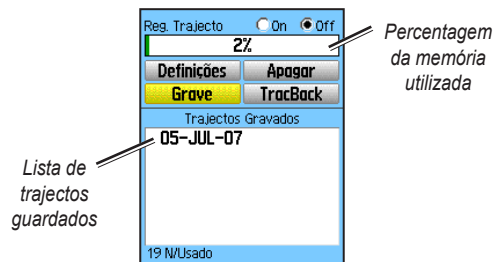 Reg. Trajecto On Off
2%
Definições Apagar
Grave TracBack
Trajectos Gravados
05-JUL-07
19 N/Usado
Percentagem
da memória
utilizada
Lista de
trajectos
guardados